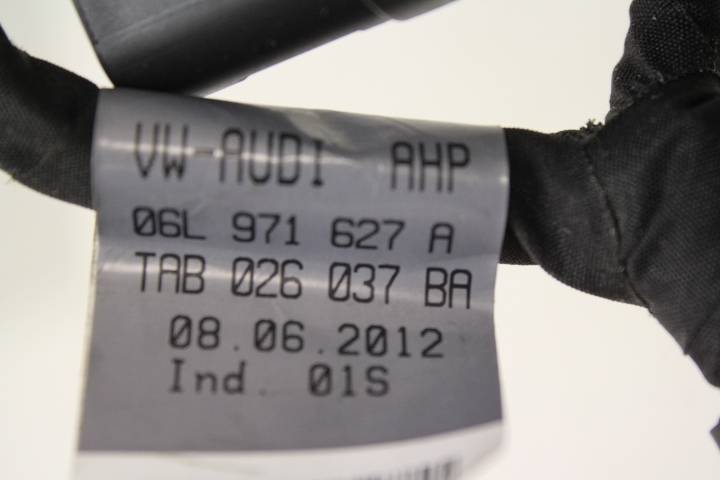 VW-AUDI AHP
06L 971 627 A
TAB 026 037 BA
08.06.2012
Ind. 01S